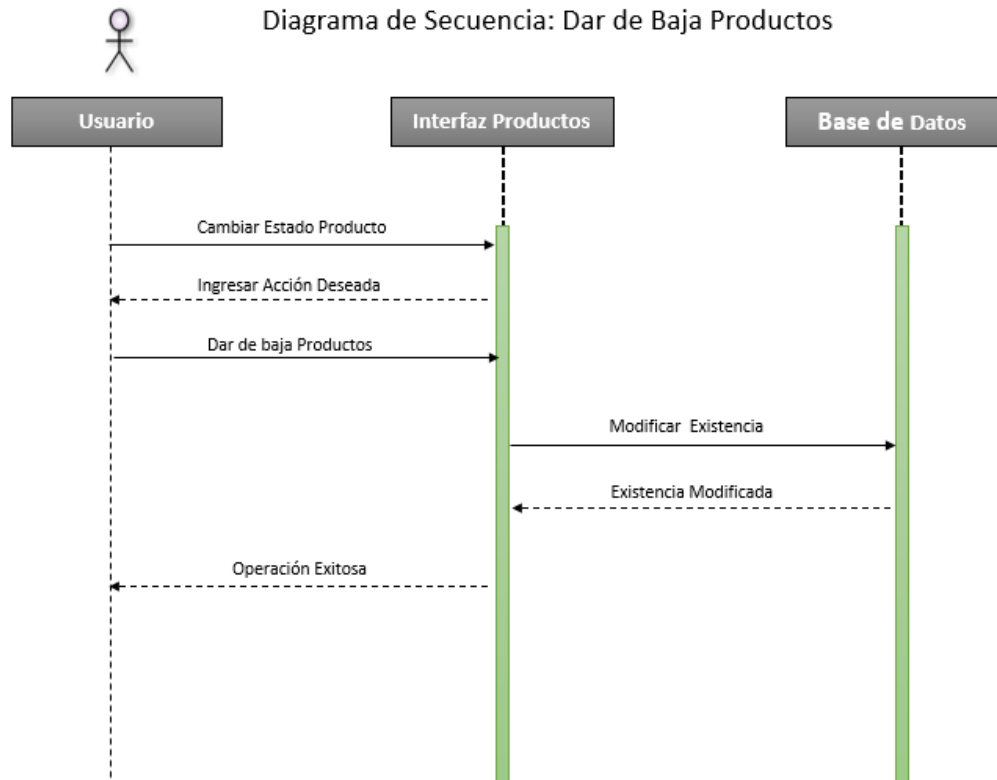 Diagrama de Secuencia: Dar de Baja Productos
Usuario
Interfaz Productos
Base de Datos
Cambiar Estado Producto
Ingresar Acción Deseada
Dar de baja Productos
Modificar Existencia
Existencia Modificada
Operación Exitosa